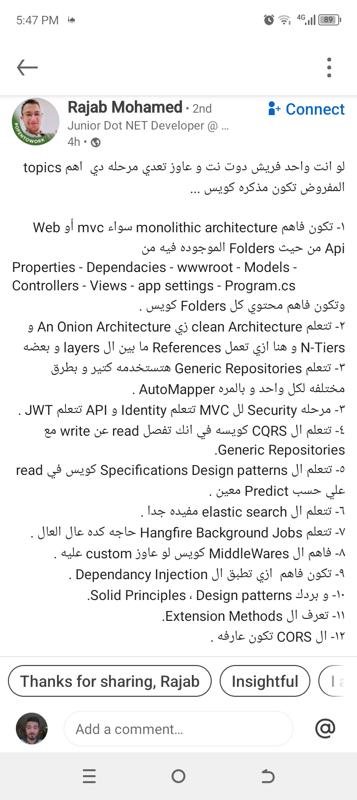 5:47 PM
4G 89
Rajab Mohamed • 2nd
Connect
Junior Dot NET Developer @ ...
4h •
لو انت واحد فريش دوت نت و عاوز تعدي مرحله دي اهم topics
المفروض تكون مذكره كويس ...
١- تكون فاهم monolithic architecture سواء mvc أو Web
Api من حيث Folders الموجوده فيه من
Properties - Dependacies - wwwroot - Models -
Controllers - Views - app settings - Program.cs
وتكون فاهم محتوي كل Folders كويس .
٢- تتعلم clean Architecture زي An Onion Architecture و
N-Tiers و هنا ازي تعمل References ما بين ال layers و بعضه
٣- تتعلم Generic Repositories هتستخدمه كتير و بطرق
مختلفه لكل واحد و بالمره AutoMapper .
٣- مرحله Security لل MVC تتعلم Identity و API تتعلم JWT .
٤- تتعلم ال CQRS كويسه في انك تفصل read عن write مع
Generic Repositories.
٥- تتعلم ال Specifications Design patterns كويس في read
علي حسب Predict معين .
٦- تتعلم ال elastic search مفيده جدا .
٧- تتعلم Hangfire Background Jobs حاجه كده عال العال .
٨- فاهم ال MiddleWares كويس لو عاوز custom عليه .
٩- تكون فاهم ازي تطبق ال Dependancy Injection .
١٠- و بردك Solid Principles ، Design patterns.
١١- تعرف ال Extension Methods.
١٢- ال CORS تكون عارفه .
Thanks for sharing, Rajab
Insightful
I a
Add a comment...
@